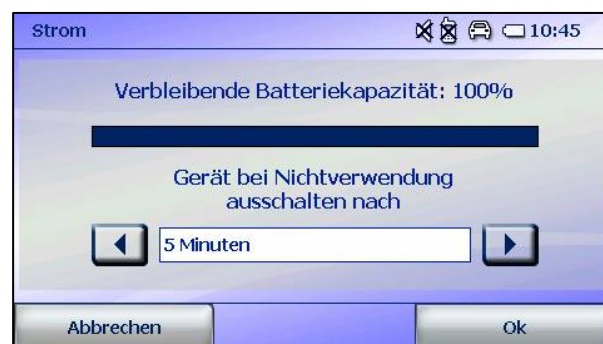 Strom 10:45
Verbleibende Batteriekapazität: 100%
Gerät bei Nichtverwendung
ausschalten nach
5 Minuten
Abbrechen Ok